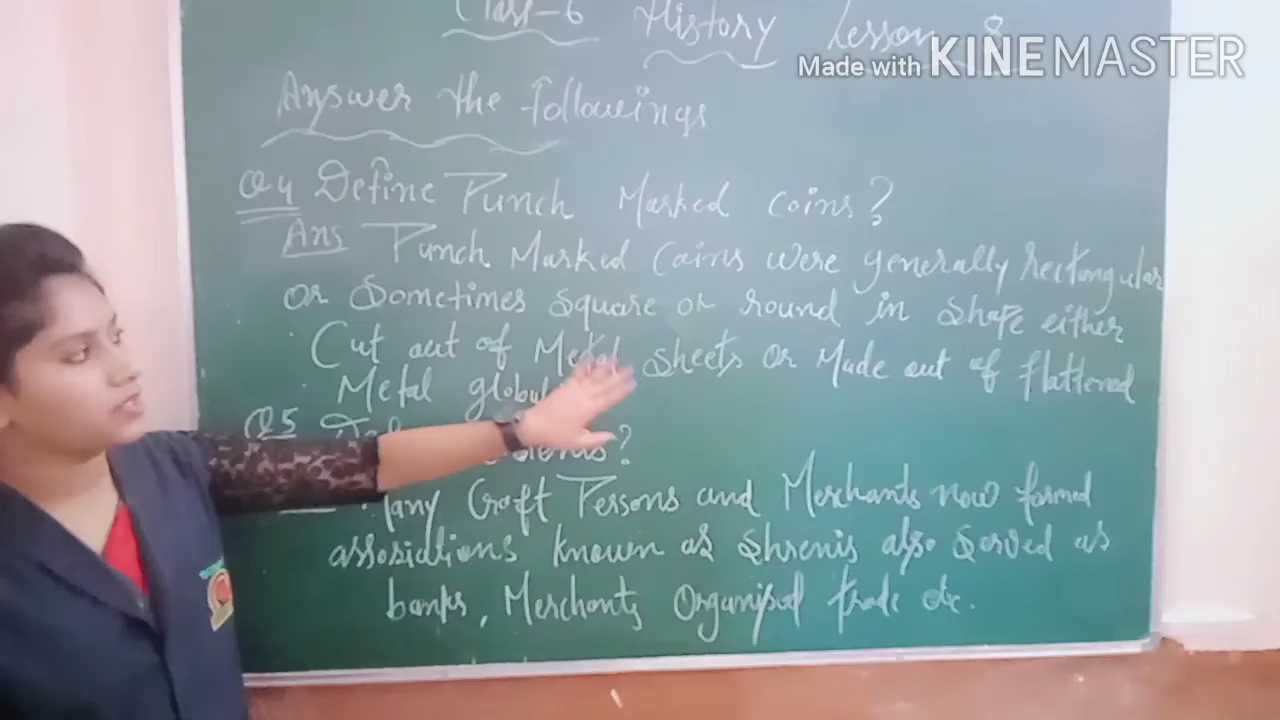 Class-6 History Lesson 8
Made with KINEMASTER
Answer the followings
Q4 Define Punch Marked coins?
Ans Punch Marked Coins were generally Rectangular
or Sometimes Square or round in shape either
Cut out of Metal Sheets or Made out of flattened
Metal
Q5
Many Craft Persons and Merchants now formed
assosiations known as Shrenis also Served as
banks, Merchants Organised trade etc.